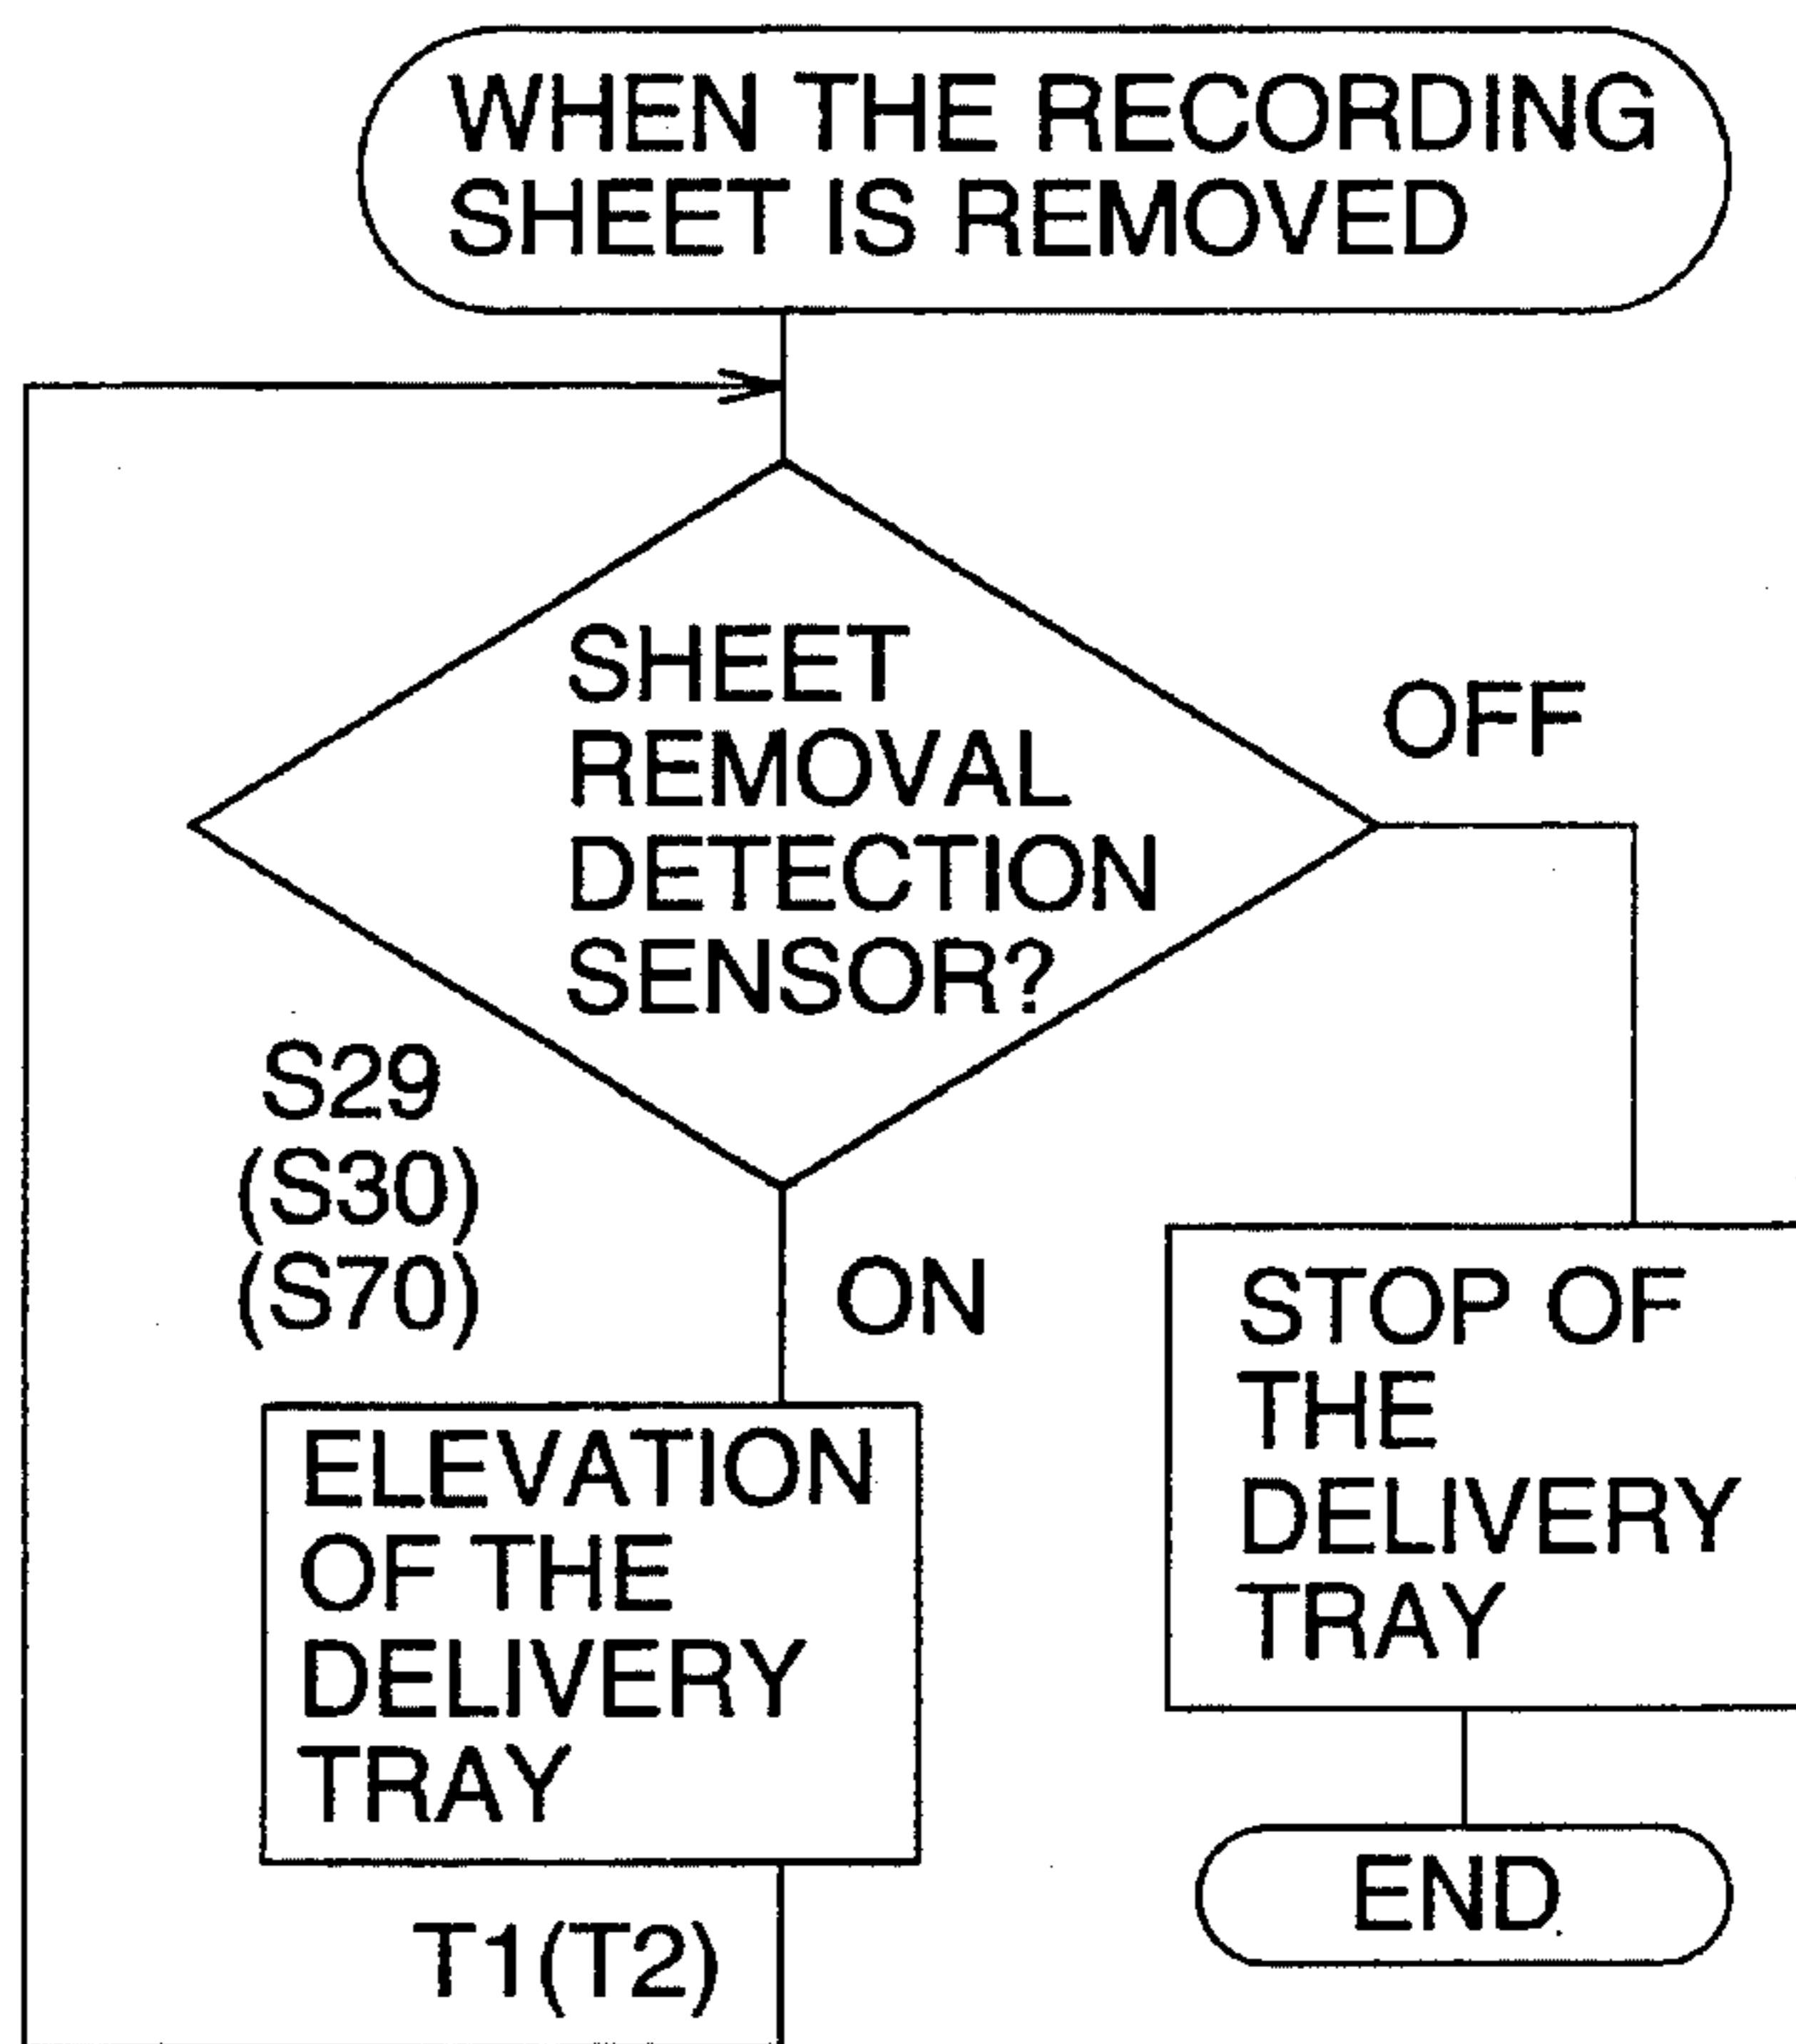 WHEN THE RECORDING
SHEET IS REMOVED
SHEET
REMOVAL
DETECTION
SENSOR?
OFF
S29
(S30)
(S70)
ON
STOP OF
THE
DELIVERY
TRAY
ELEVATION
OF THE
DELIVERY
TRAY
END
T1(T2)